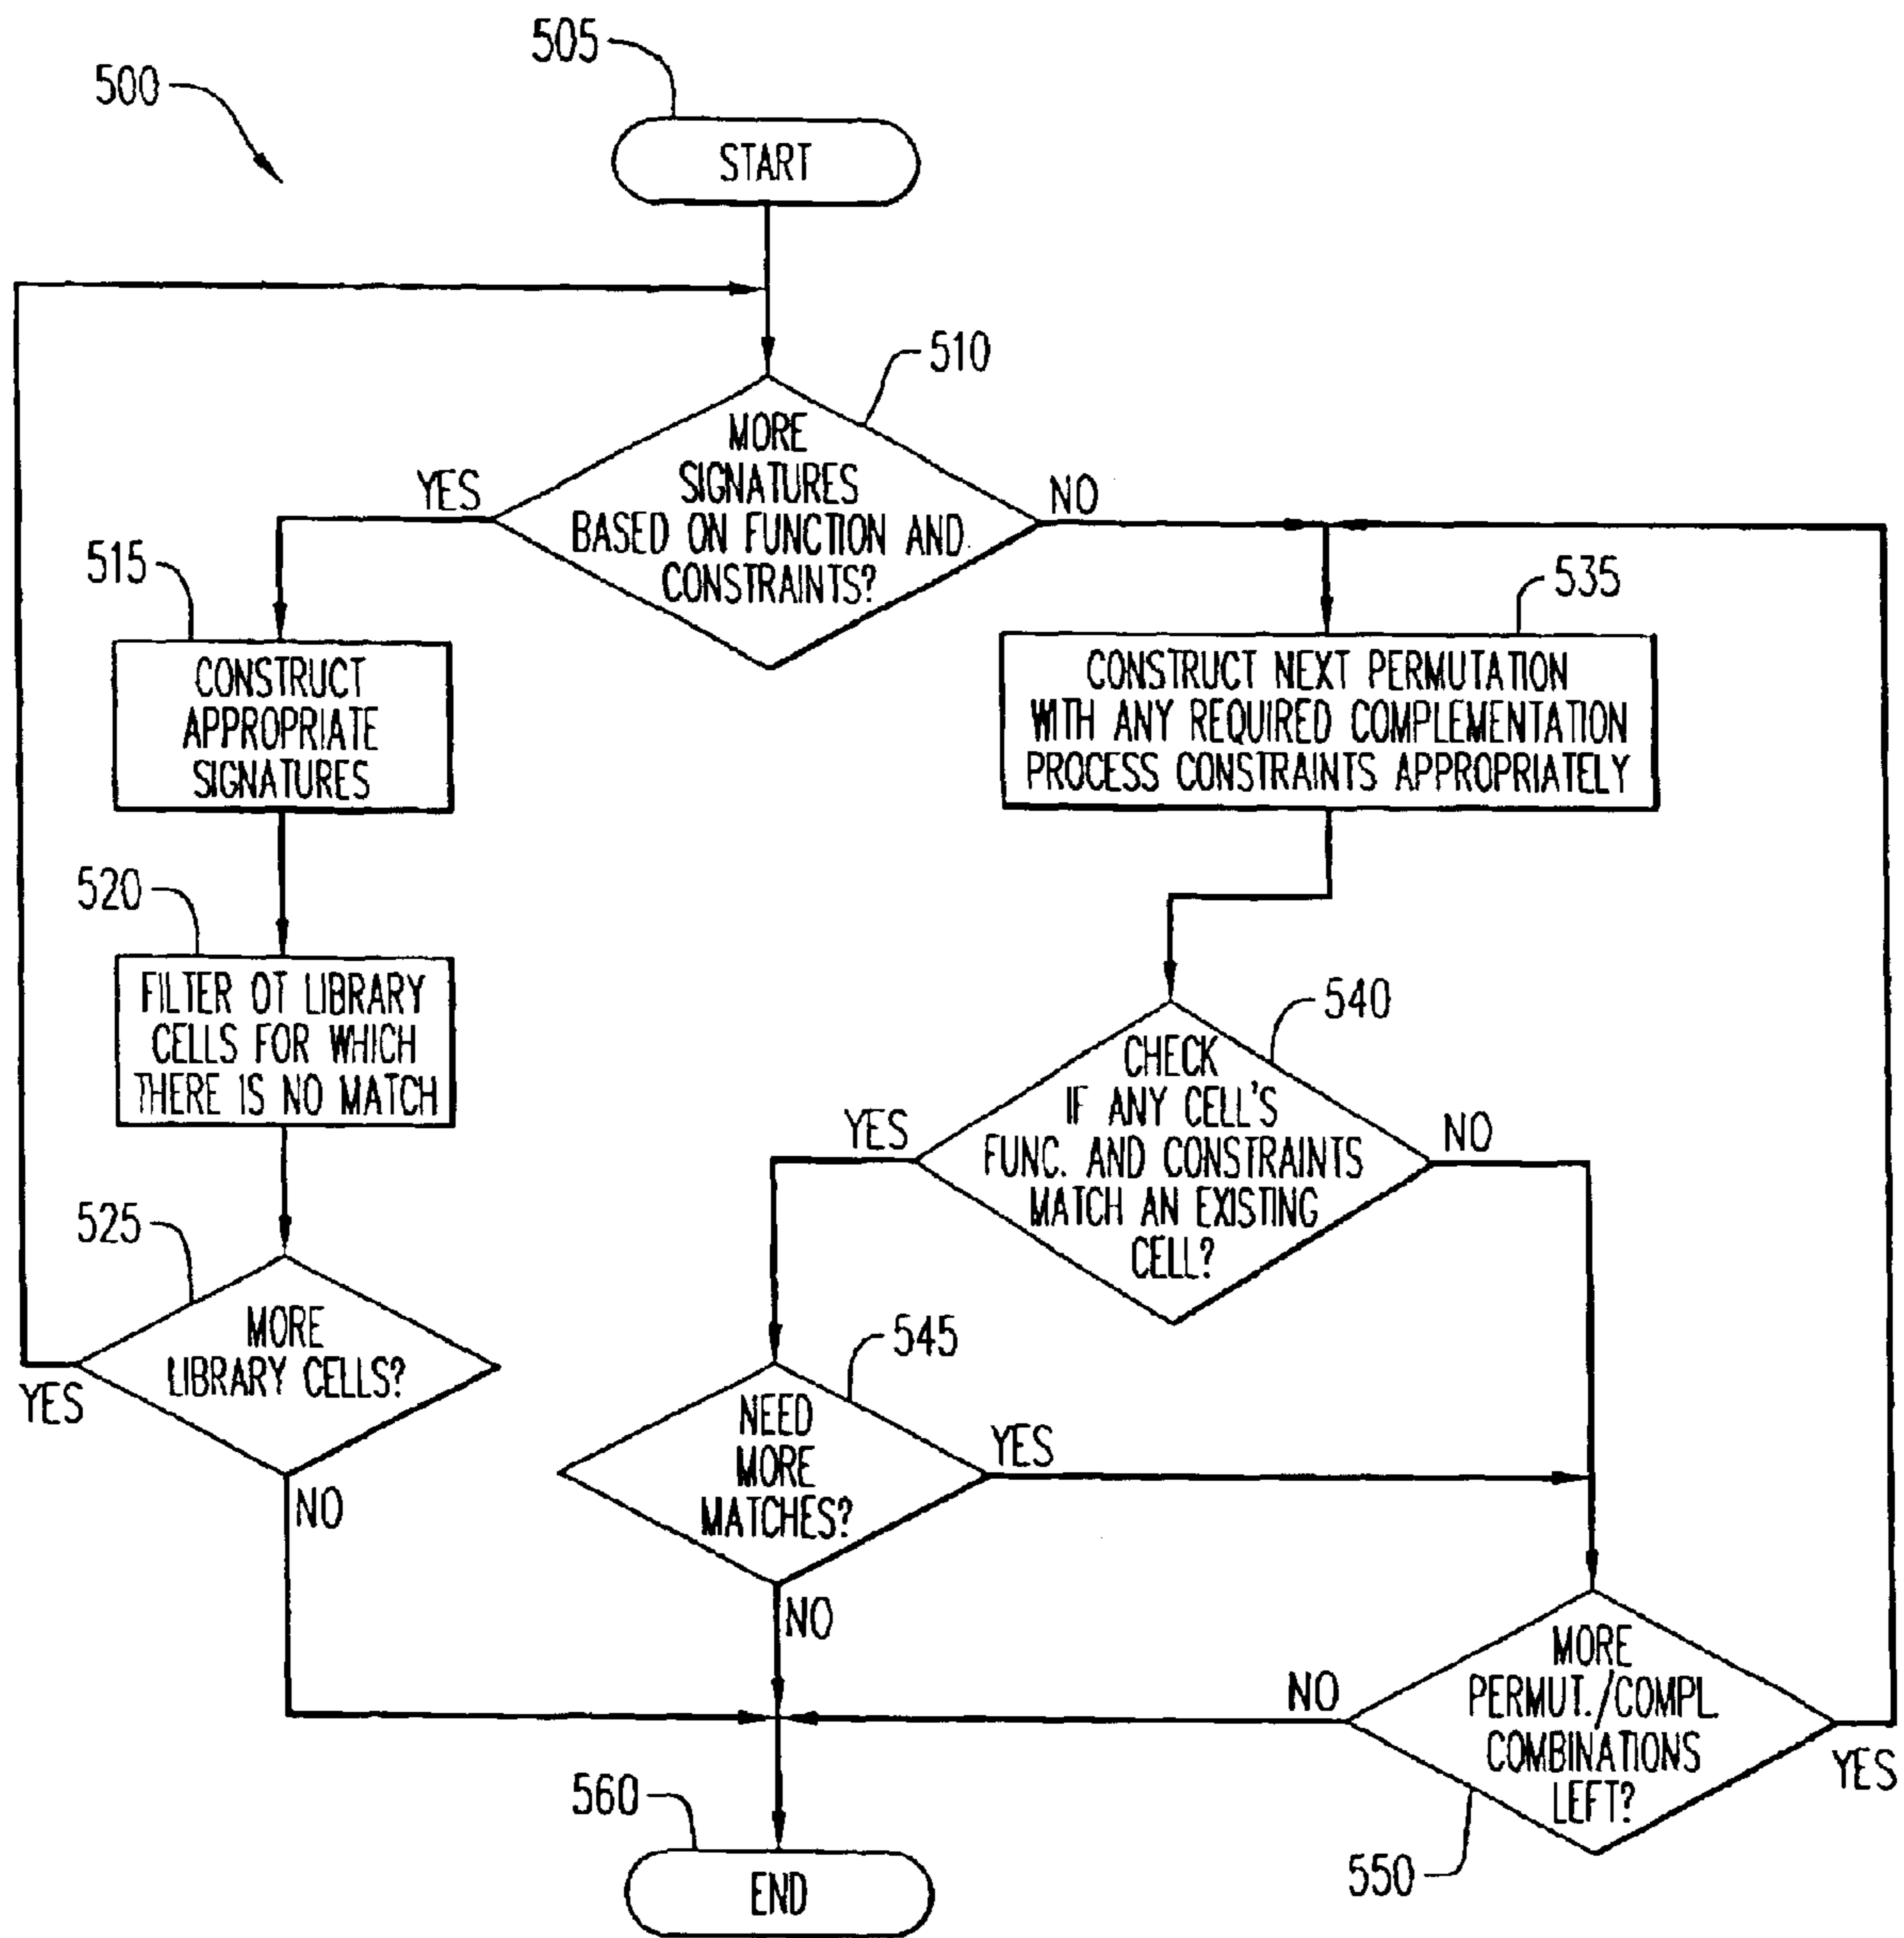 505
500
START
510
MORE
SIGNATURES
BASED ON FUNCTION AND
CONSTRAINTS?
YES
NO
515
CONSTRUCT
APPROPRIATE
SIGNATURES
535
CONSTRUCT NEXT PERMUTATION
WITH ANY REQUIRED COMPLEMENTATION
PROCESS CONSTRAINTS APPROPRIATELY
520
FILTER OT LIBRARY
CELLS FOR WHICH
THERE IS NO MATCH
540
CHECK
IF ANY CELL'S
FUNC. AND CONSTRAINTS
MATCH AN EXISTING
CELL?
YES
NO
525
MORE
LIBRARY CELLS?
YES
NO
545
NEED
MORE
MATCHES?
YES
NO
MORE
PERMUT./COMPL.
COMBINATIONS
LEFT?
NO
YES
550
560
END